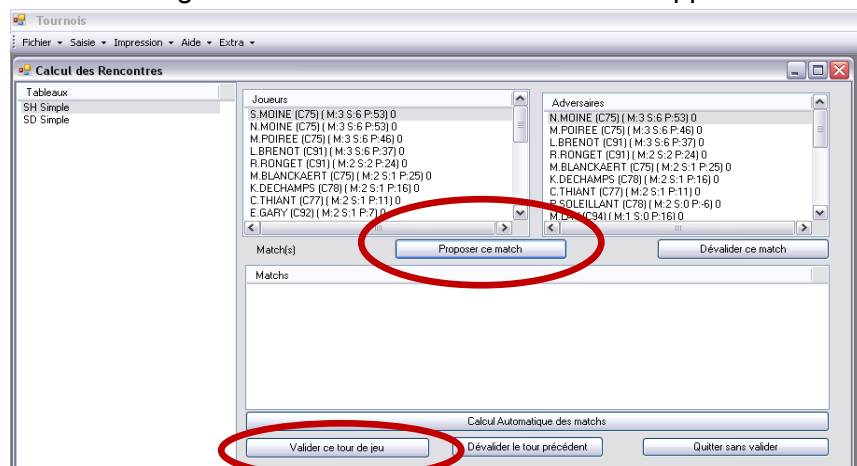 Tournois
Fichier Saisie Impression Aide Extra
Calcul des Rencontres
Tableaux
SH Simple
SD Simple
Joueurs
S.MOINE (C75) ( M:3 S:6 P:53) 0
N.MOINE (C75) ( M:3 S:6 P:53) 0
M.POIREE (C75) ( M:3 S:6 P:46) 0
L.BRENOT (C91) ( M:3 S:6 P:37) 0
R.RONGET (C91) ( M:2 S:2 P:24) 0
M.BLANCKAERT (C75) ( M:2 S:1 P:25) 0
K.DECHAMPS (C78) ( M:2 S:1 P:16) 0
C.THIANT (C77) ( M:2 S:1 P:11) 0
E.GARY (C92) ( M:2 S:1 P:7) 0
Adversaires
N.MOINE (C75) ( M:3 S:6 P:53) 0
M.POIREE (C75) ( M:3 S:6 P:46) 0
L.BRENOT (C91) ( M:3 S:6 P:37) 0
R.RONGET (C91) ( M:2 S:2 P:24) 0
M.BLANCKAERT (C75) ( M:2 S:1 P:25) 0
K.DECHAMPS (C78) ( M:2 S:1 P:16) 0
C.THIANT (C77) ( M:2 S:1 P:11) 0
P.SOLEILLANT (C78) ( M:2 S:0 P:-6) 0
(C94) ( M:1 S:0 P:16) 0
Match(s)
Proposer ce match
Dévalider ce match
Matchs
Calcul Automatique des matchs
Valider ce tour de jeu
Dévalider le tour précédent
Quitter sans valider